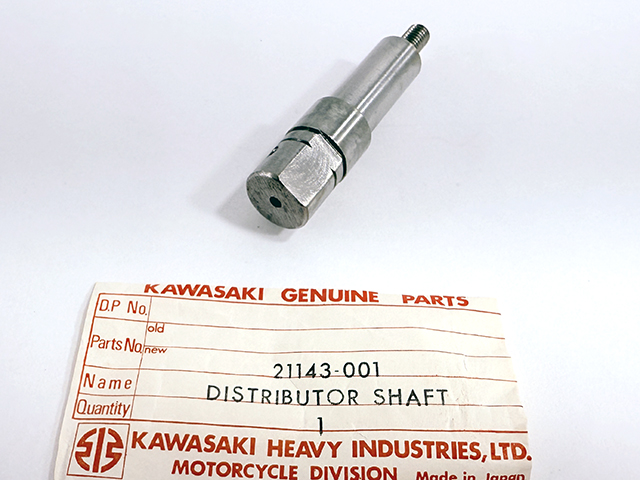 KAWASAKI GENUINE PARTS
D.P No.
old
Parts No.
new
21143-001
Name
DISTRIBUTOR SHAFT
Quantity
1
KAWASAKI HEAVY INDUSTRIES, LTD.
MOTORCYCLE DIVISION Made in Japan